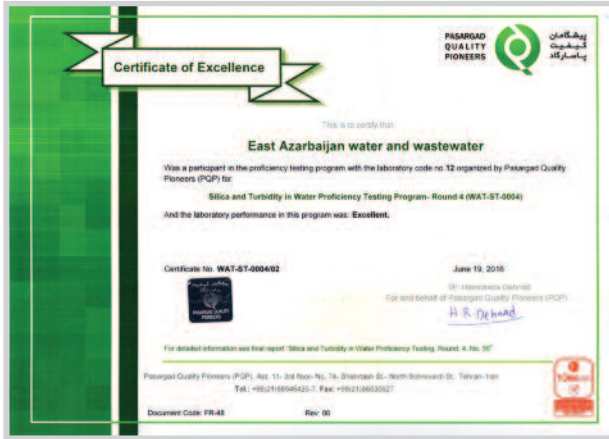 PASARGAD
QUALITY
PIONEERS
پیشگامان
کیفیت
پاسارگاد
Certificate of Excellence
This is to certify that
East Azarbaijan water and wastewater
Was a participant in the proficiency testing program with the laboratory code no. 12 organized by Pasargad Quality
Pioneers (PQP) for:
Silica and Turbidity in Water Proficiency Testing Program- Round 4 (WAT-ST-0004)
And the laboratory performance in this program was: Excellent.
Certificate No. WAT-ST-0004/02
June 19, 2016
For and behalf of Pasargad Quality Pioneers (PQP)
H. R. Dehnad
PASARGAD QUALITY
PIONEERS
For detailed information see final report "Silica and Turbidity in Water Proficiency Testing, Round. 4, No. 56"
Pasargad Quality Pioneers (PQP), Apt. 11- 3rd floor- No. 74- Shahrtash St.- North Sohrevardi St.. Tehran- Iran
Document Code: FR-48
Rev: 00